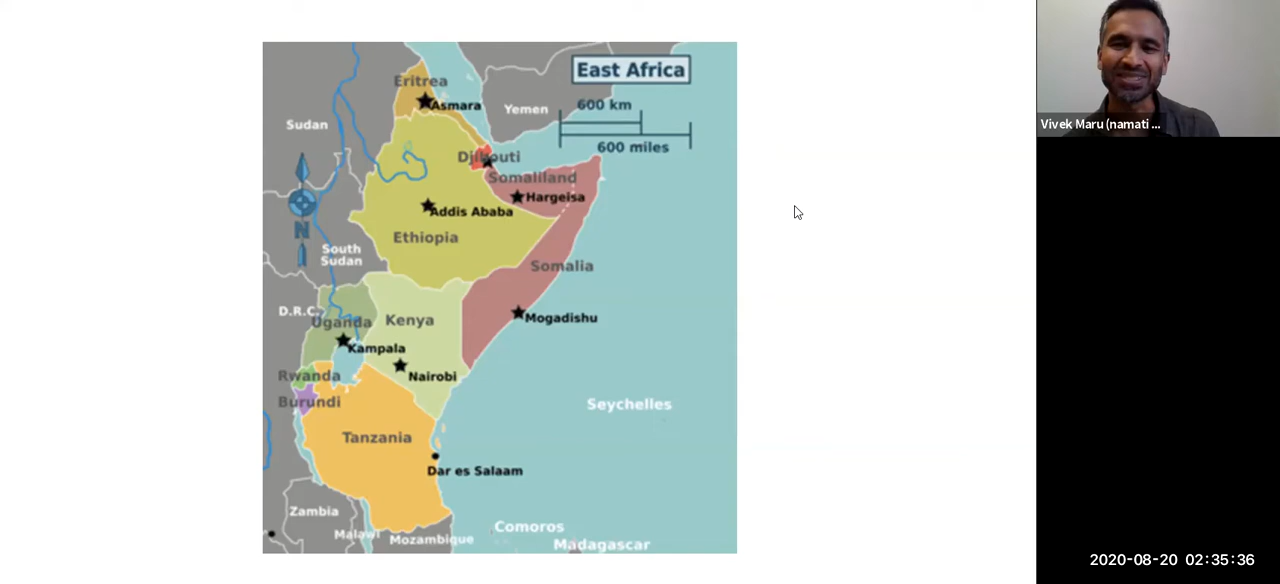 East Africa
Eritrea
Asmara
Yemen
600 km
600 miles
Sudan
Djibouti
Somaliland
Hargeisa
Addis Ababa
N
Ethiopia
South
Sudan
Somalia
D.R.C.
Uganda
Kenya
Mogadishu
Kampala
Nairobi
Rwanda
Burundi
Seychelles
Tanzania
Dar es Salaam
Zambia
Malawi
Mozambique
Comoros
Madagascar
Vivek Maru (namati ...
2020-08-20 02:35:36